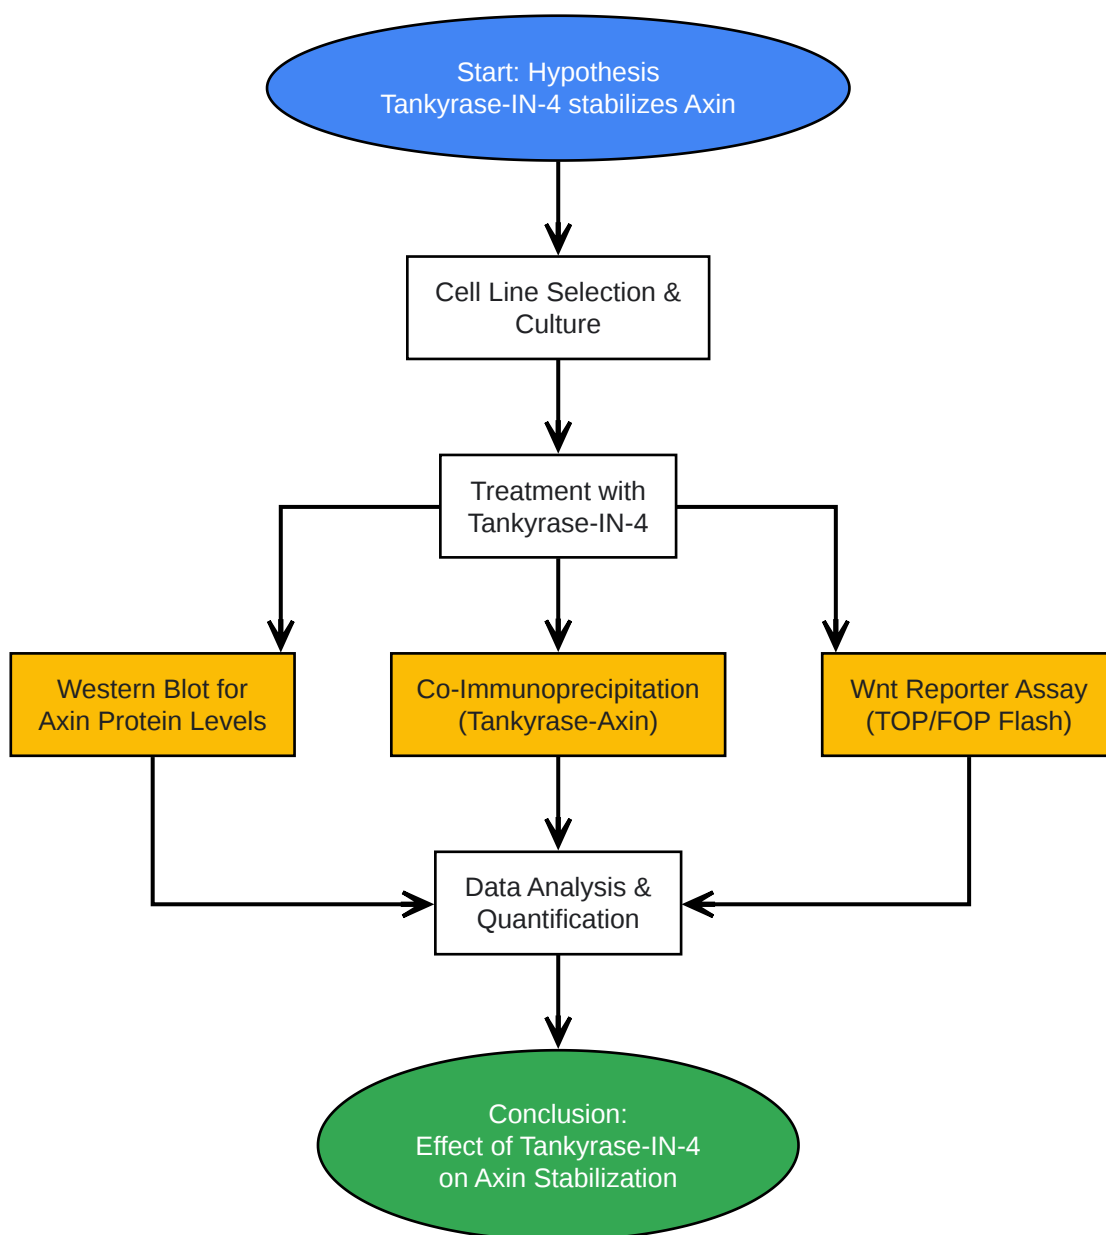 Start: Hypothesis
Tankyrase-IN-4 stabilizes Axin
Cell Line Selection &
Culture
Treatment with
Tankyrase-IN-4
Western Blot for
Axin Protein Levels
Co-Immunoprecipitation
(Tankyrase-Axin)
Wnt Reporter Assay
(TOP/FOP Flash)
Data Analysis &
Quantification
Conclusion:
Effect of Tankyrase-IN-4
on Axin Stabilization